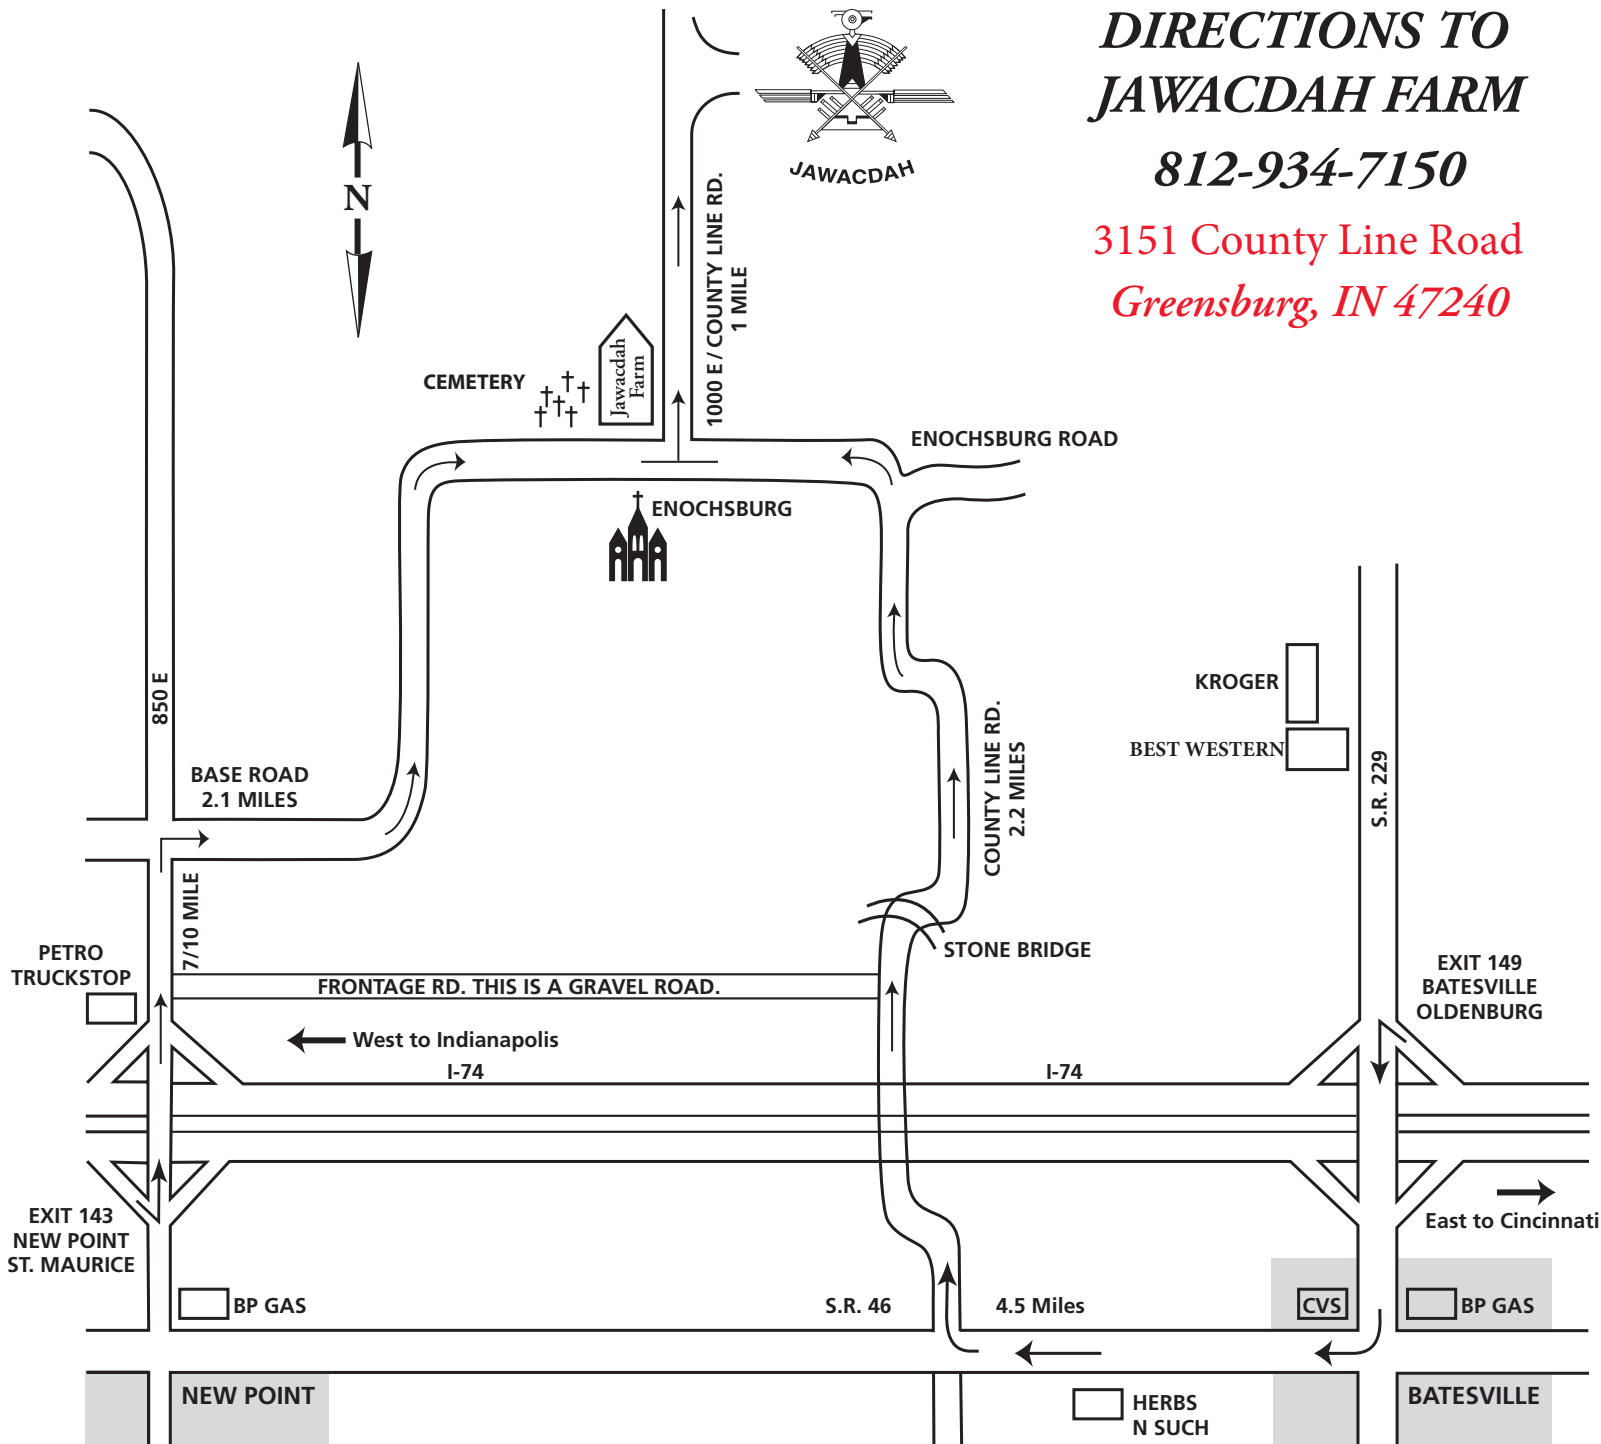 DIRECTIONS TO
JAWACDAH FARM
812-934-7150
3151 County Line Road
Greensburg, IN 47240
JAWACDAH
N
1000 E / COUNTY LINE RD.
1 MILE
CEMETERY
Jawacdah
Farm
ENOCHSBURG ROAD
ENOCHSBURG
850 E
KROGER
BEST WESTERN
S.R. 229
COUNTY LINE RD.
2.2 MILES
BASE ROAD
2.1 MILES
7/10 MILE
PETRO
TRUCKSTOP
STONE BRIDGE
FRONTAGE RD. THIS IS A GRAVEL ROAD.
EXIT 149
BATESVILLE
OLDENBURG
West to Indianapolis
I-74
I-74
EXIT 143
NEW POINT
ST. MAURICE
East to Cincinnati
BP GAS
S.R. 46
4.5 Miles
CVS
BP GAS
NEW POINT
HERBS
N SUCH
BATESVILLE